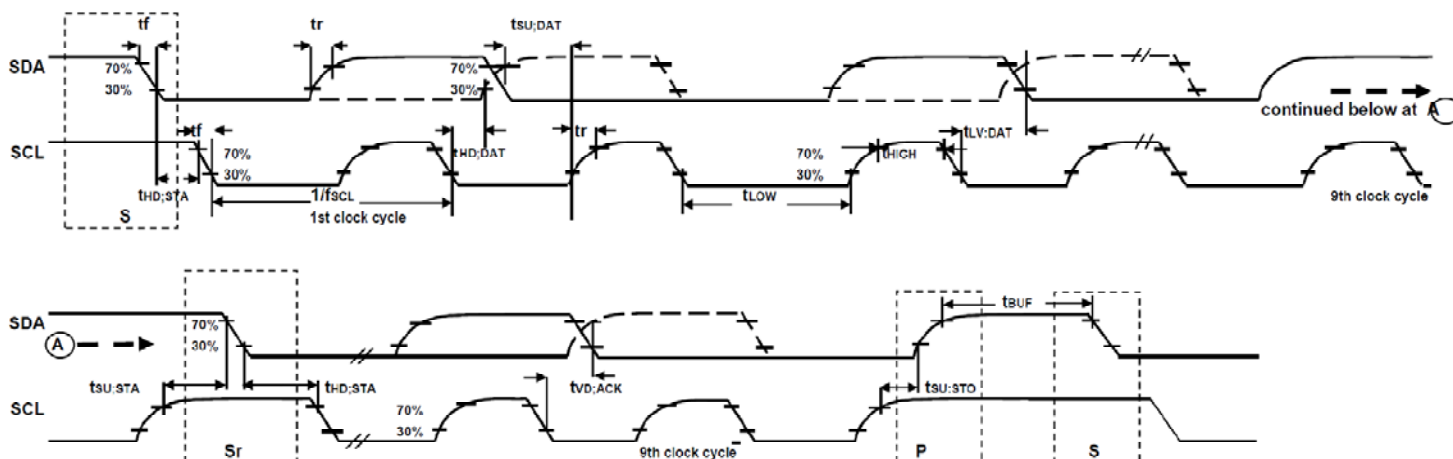 tf tr tSU;DAT
SDA 70% 70%
30% 30%
continued below at A
tf tHD;DAT tr tLV:DAT
SCL 70% 70% tHIGH
30% 30%
tHD;STA 1/fSCL tLOW
S 1st clock cycle 9th clock cycle
tBUF
SDA 70%
A 30%
tSU;STA tHD;STA tVD;ACK tSU:STO
SCL 70%
30%
Sr 9th clock cycle P S